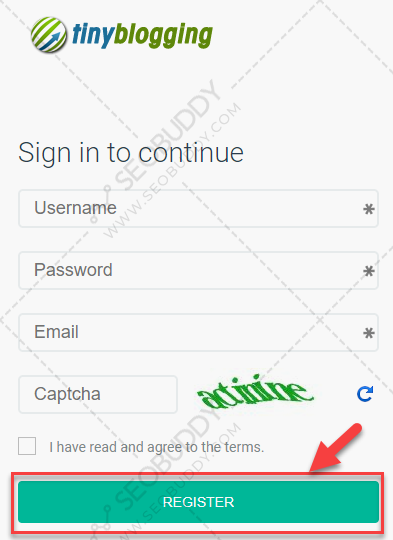 tinyblogging
SEOBUDDY
WWW.SEOBUDDY.COM
Sign in to continue
Username *
Password *
Email *
Captcha
I have read and agree to the terms.
REGISTER
SEOBUDDY
WWW.SEOBUDDY.COM